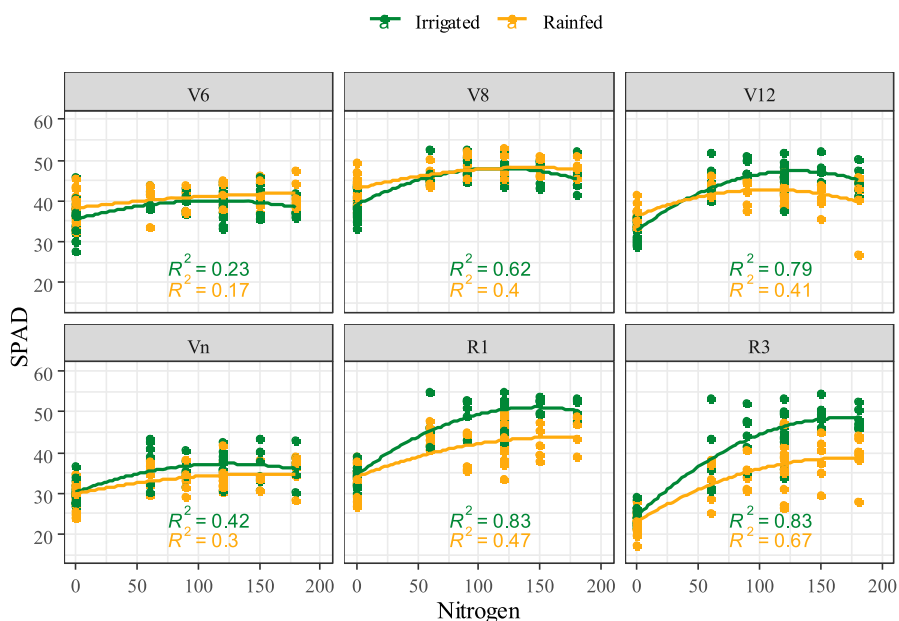 a Irrigated a Rainfed
V6 V8 V12
60
50
40
30
20
R² = 0.23
R² = 0.17
R² = 0.62
R² = 0.4
R² = 0.79
R² = 0.41
SPAD
Vn R1 R3
60
50
40
30
20
R² = 0.42
R² = 0.3
R² = 0.83
R² = 0.47
R² = 0.83
R² = 0.67
0 50 100 150 200 0 50 100 150 200 0 50 100 150 200
Nitrogen